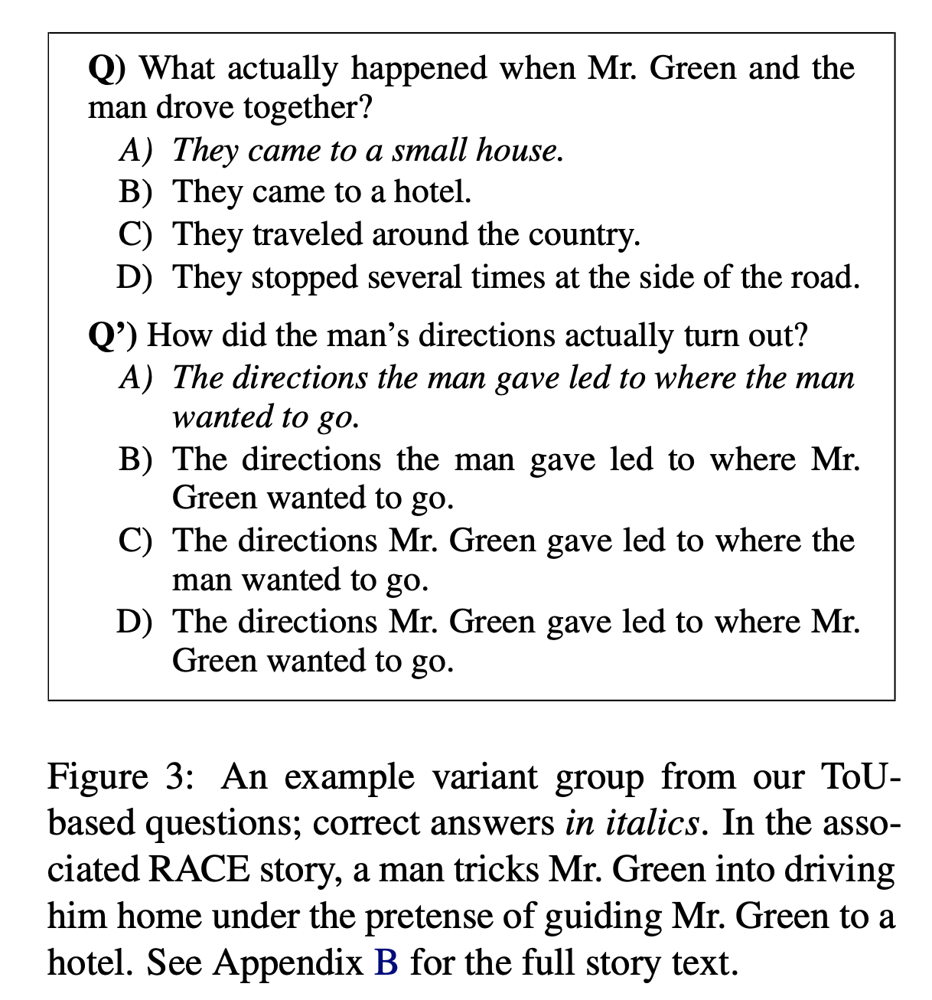 Q) What actually happened when Mr. Green and the
man drove together?
A) They came to a small house.
B) They came to a hotel.
C) They traveled around the country.
D) They stopped several times at the side of the road.
Q’) How did the man’s directions actually turn out?
A) The directions the man gave led to where the man
wanted to go.
B) The directions the man gave led to where Mr.
Green wanted to go.
C) The directions Mr. Green gave led to where the
man wanted to go.
D) The directions Mr. Green gave led to where Mr.
Green wanted to go.
Figure 3: An example variant group from our ToU-
based questions; correct answers in italics. In the asso-
ciated RACE story, a man tricks Mr. Green into driving
him home under the pretense of guiding Mr. Green to a
hotel. See Appendix B for the full story text.